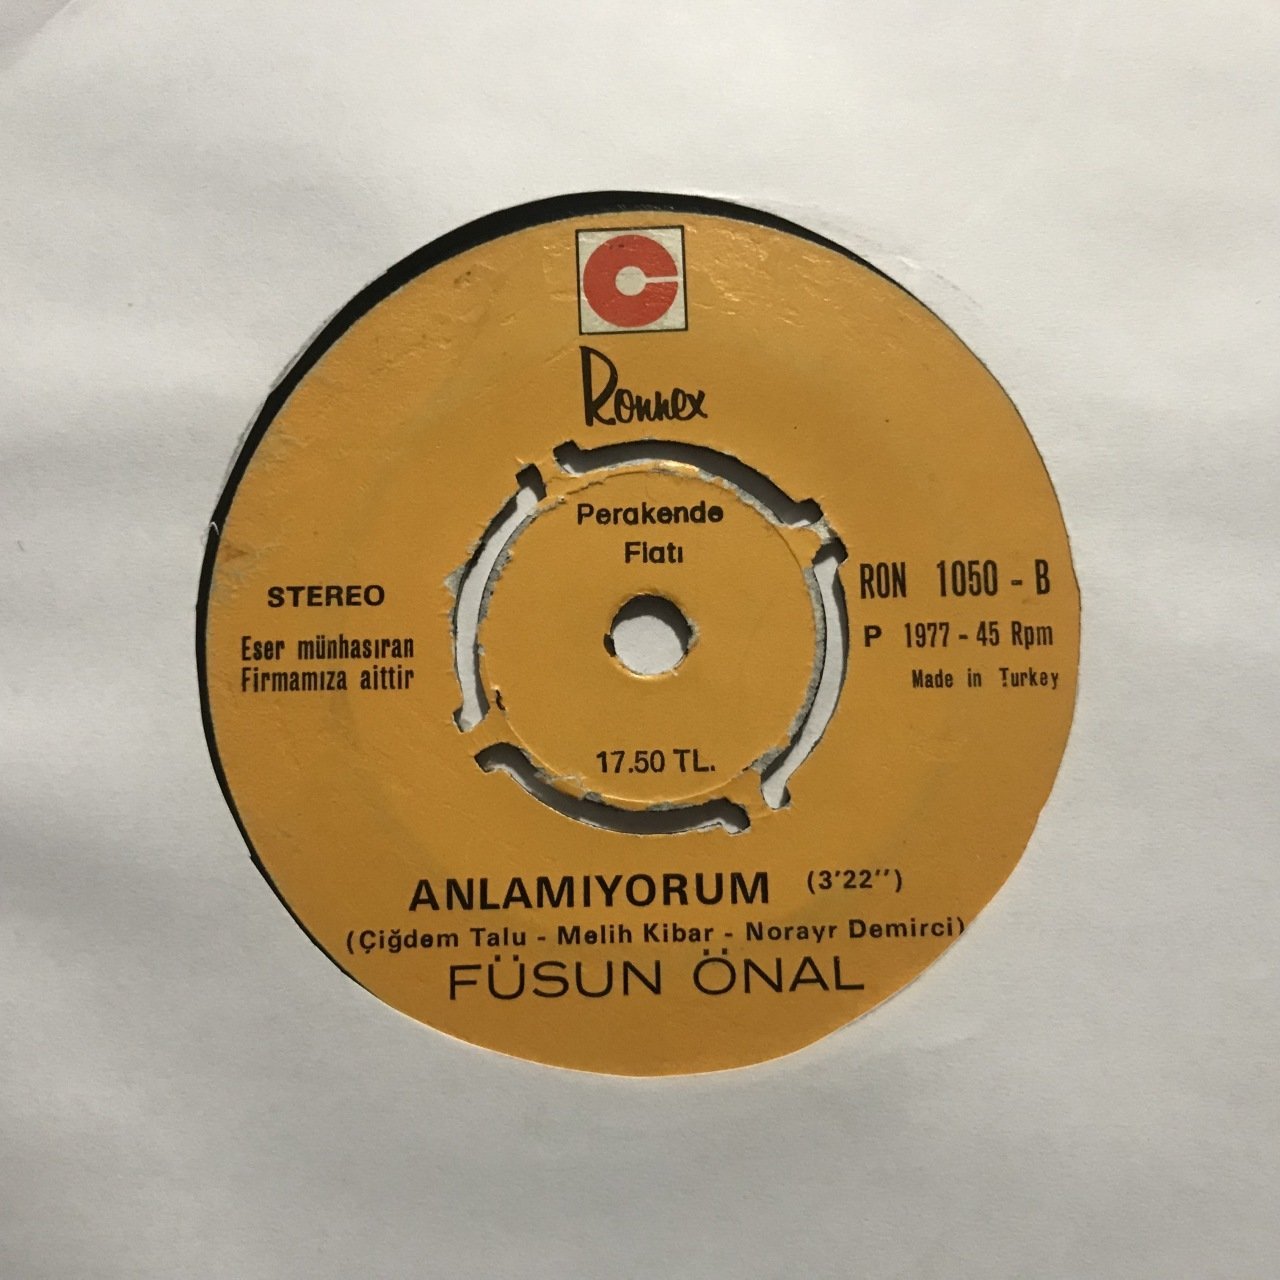 Ronnex
Perakende
Fiatı
STEREO
Eser münhasıran
Firmamıza aittir
RON 1050 - B
P 1977 - 45 Rpm
Made in Turkey
17.50 TL.
ANLAMIYORUM (3'22'')
(Çiğdem Talu - Melih Kibar - Norayr Demirci)
FÜSUN ÖNAL